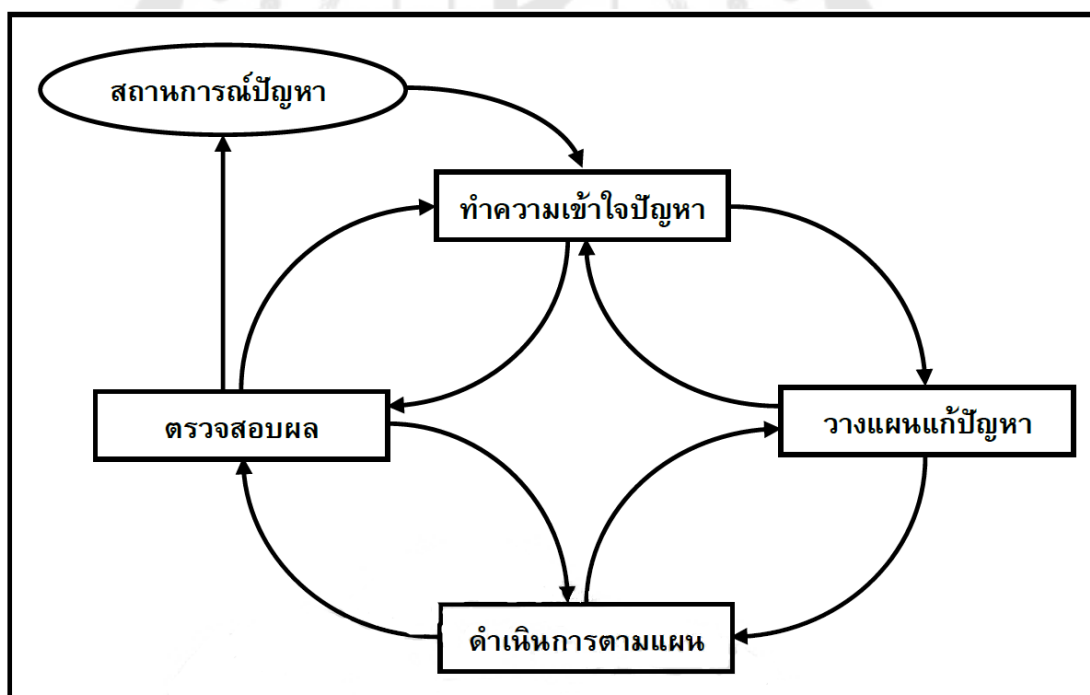 สถานการณ์ปัญหา
ทำความเข้าใจปัญหา
ตรวจสอบผล
วางแผนแก้ปัญหา
ดำเนินการตามแผน